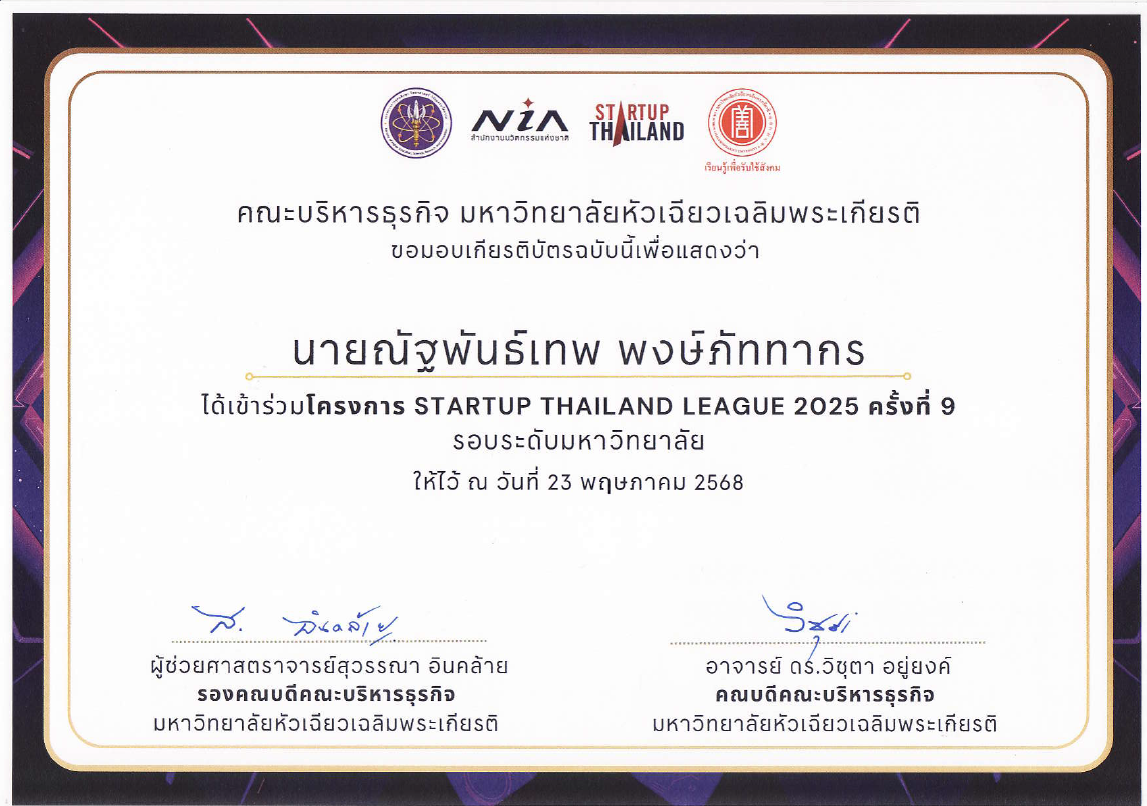 NIA
สำนักงานนวัตกรรมแห่งชาติ
STARTUP
THAILAND
เรียนรู้เพื่อรับใช้สังคม
คณะบริหารธุรกิจ มหาวิทยาลัยหัวเฉียวเฉลิมพระเกียรติ
ขอมอบเกียรติบัตรฉบับนี้เพื่อแสดงว่า
นายณัฐพันธ์เทพ พงษ์ภัททากร
ได้เข้าร่วมโครงการ STARTUP THAILAND LEAGUE 2025 ครั้งที่ 9
รอบระดับมหาวิทยาลัย
ให้ไว้ ณ วันที่ 23 พฤษภาคม 2568
ผู้ช่วยศาสตราจารย์สุวรรณา อินคล้าย
รองคณบดีคณะบริหารธุรกิจ
มหาวิทยาลัยหัวเฉียวเฉลิมพระเกียรติ
อาจารย์ ดร.วิชุตา อยู่ยงค์
คณบดีคณะบริหารธุรกิจ
มหาวิทยาลัยหัวเฉียวเฉลิมพระเกียรติ